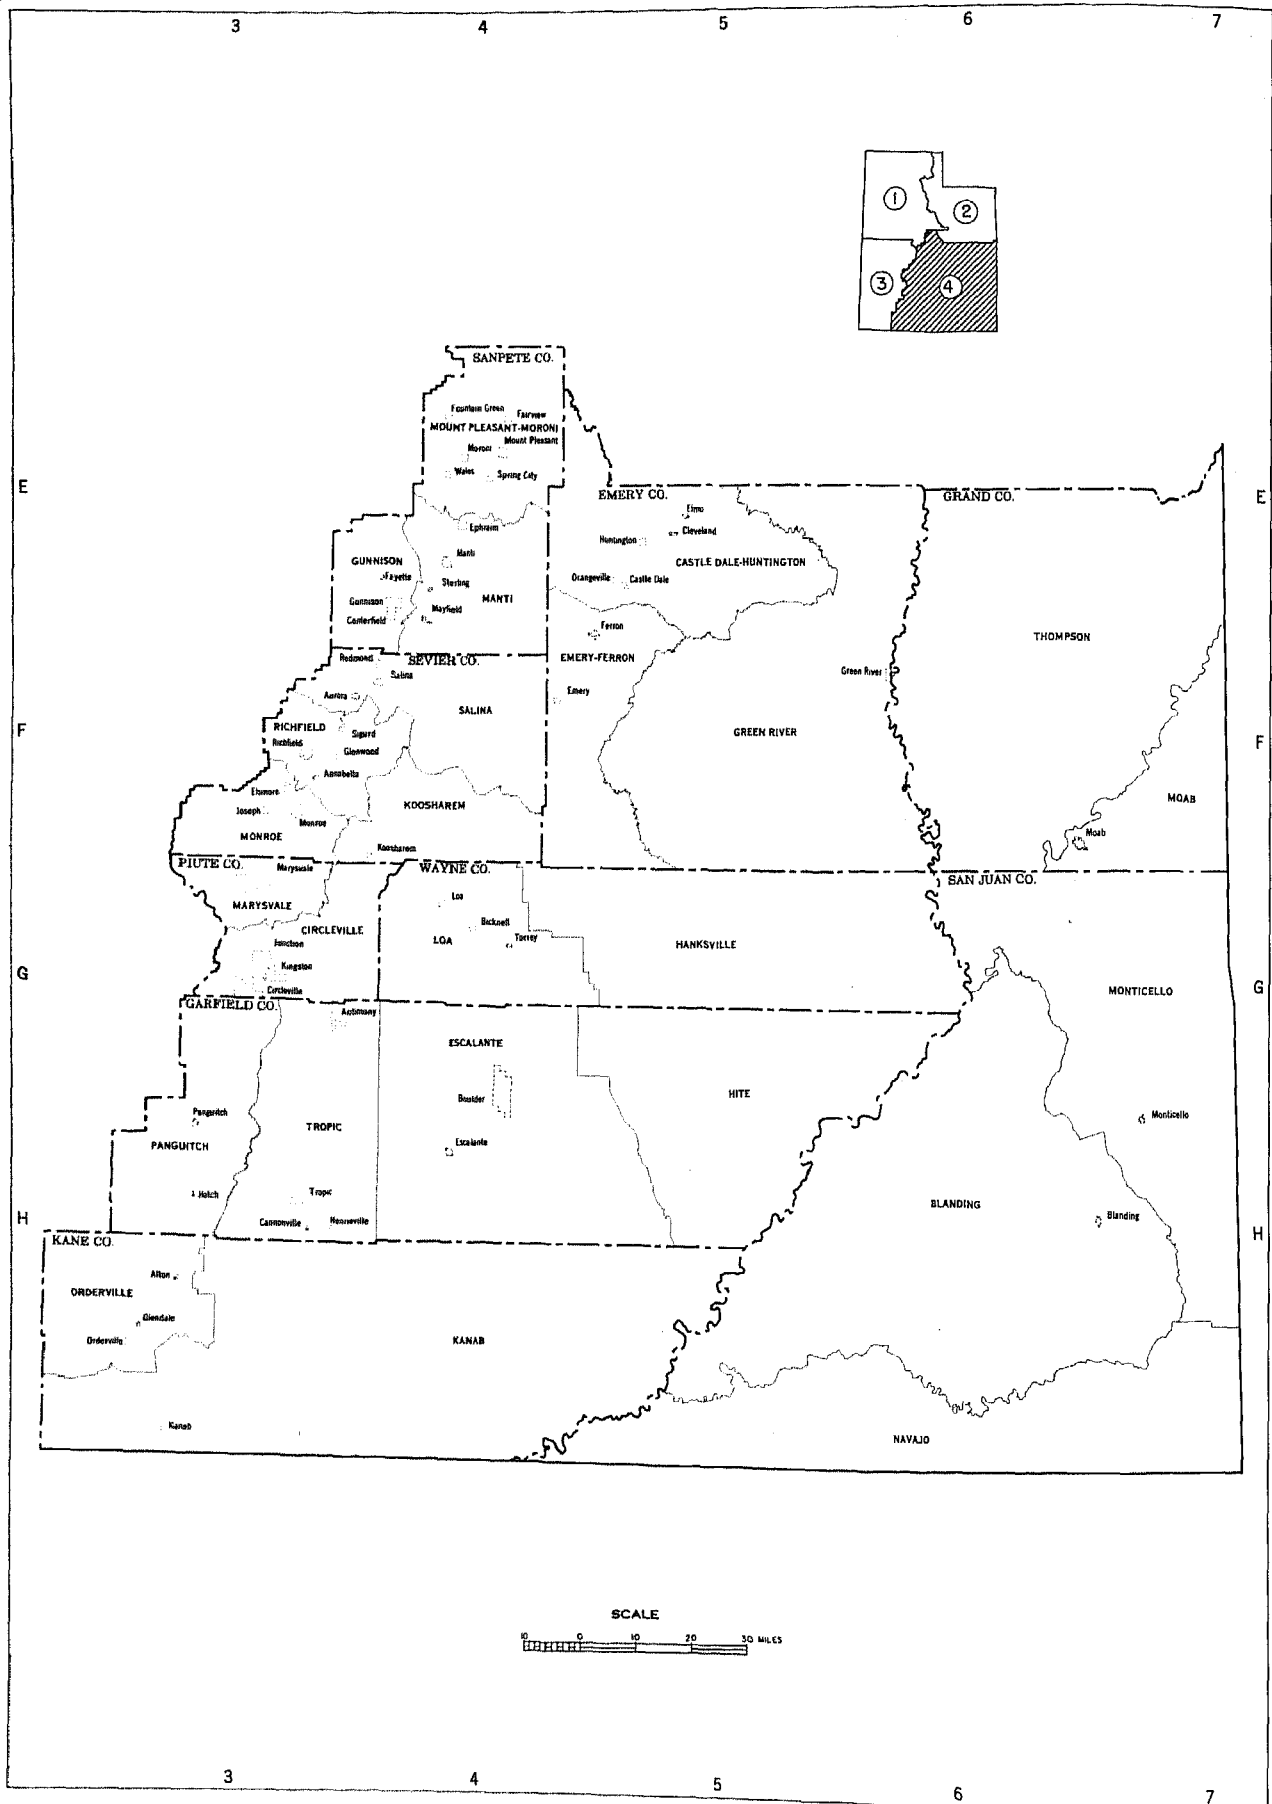 3 4 5 6 7
1
2
3
4
SANPETE CO.
Fountain Green
Fairview
MOUNT PLEASANT-MORONI
Mount Pleasant
Moroni
Wales
Spring City
E
E
EMERY CO.
GRAND CO.
Elmo
Ephraim
Cleveland
Huntington
Manti
GUNNISON
CASTLE DALE-HUNTINGTON
Fayette
Sterling
Orangeville
Castle Dale
MANTI
Gunnison
Mayfield
Centerfield
Ferron
THOMPSON
Redmond
SEVIER CO.
EMERY-FERRON
Salina
Green River
Aurora
Emery
SALINA
RICHFIELD
F
Sigurd
GREEN RIVER
Richfield
F
Glenwood
Annabella
Elsinore
MOAB
KOOSHAREM
Joseph
Monroe
MONROE
Moab
Koosharem
PIUTE CO.
Marysvale
WAYNE CO.
SAN JUAN CO.
Loa
MARYSVALE
Bicknell
CIRCLEVILLE
Torrey
LOA
HANKSVILLE
Junction
Kingston
G
G
Circleville
MONTICELLO
GARFIELD CO.
Antimony
ESCALANTE
HITE
Boulder
Panguitch
Monticello
TROPIC
PANGUITCH
Escalante
Hatch
Tropic
BLANDING
Cannonville
Henrieville
Blanding
H
H
KANE CO.
Alton
ORDERVILLE
Glendale
Orderville
KANAB
Kanab
NAVAJO
SCALE
10 0 10 20 30 MILES
3 4 5 6 7